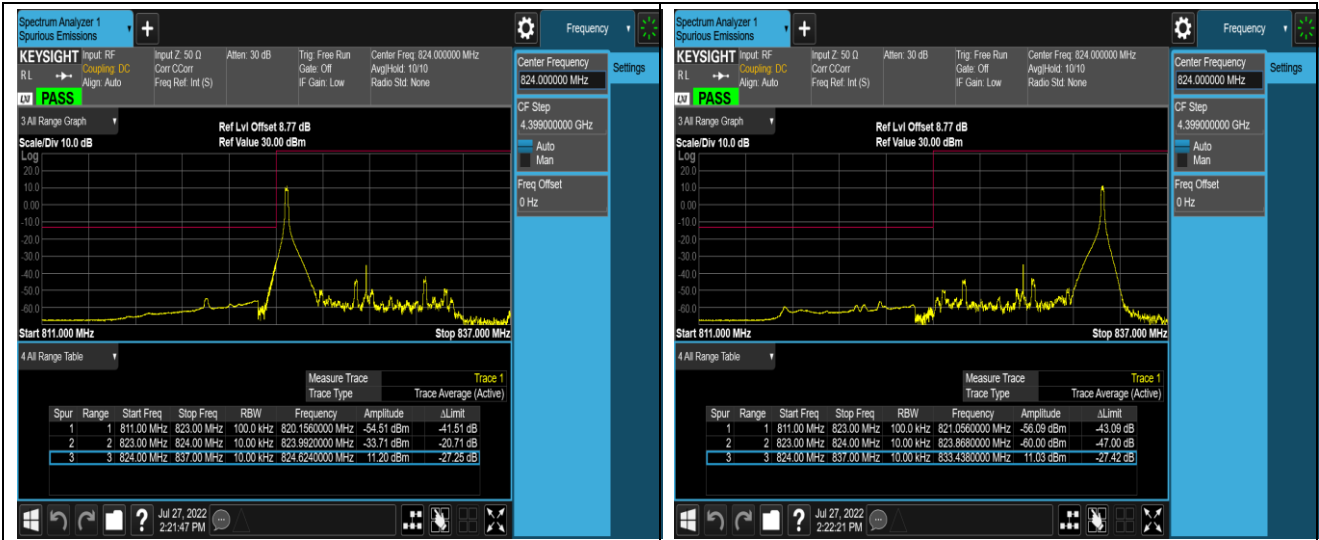 Spectrum Analyzer 1
Spurious Emissions
+
Frequency
KEYSIGHT Input: RF Input Z: 50 Ω Atten: 30 dB Trig: Free Run Center Freq: 824.000000 MHz
Coupling: DC Corr CCorr Gate: Off Avg|Hold: 10/10
RL Align: Auto Freq Ref: Int (S) IF Gain: Low Radio Std: None
LXI PASS
Center Frequency
824.000000 MHz
Settings
CF Step
4.399000000 GHz
Auto
Man
Freq Offset
0 Hz
3 All Range Graph
Ref Lvl Offset 8.77 dB
Scale/Div 10.0 dB Ref Value 30.00 dBm
Log
20.0
10.0
0.00
-10.0
-20.0
-30.0
-40.0
-50.0
-60.0
Start 811.000 MHz Stop 837.000 MHz
4 All Range Table
Measure Trace Trace 1
Trace Type Trace Average (Active)
Spur Range Start Freq Stop Freq RBW Frequency Amplitude ΔLimit
1 1 811.00 MHz 823.00 MHz 100.0 kHz 820.1560000 MHz -54.51 dBm -41.51 dB
2 2 823.00 MHz 824.00 MHz 10.00 kHz 823.9920000 MHz -33.71 dBm -20.71 dB
3 3 824.00 MHz 837.00 MHz 10.00 kHz 824.6240000 MHz 11.20 dBm -27.25 dB
?
Jul 27, 2022
2:21:47 PM
Spectrum Analyzer 1
Spurious Emissions
+
Frequency
KEYSIGHT Input: RF Input Z: 50 Ω Atten: 30 dB Trig: Free Run Center Freq: 824.000000 MHz
Coupling: DC Corr CCorr Gate: Off Avg|Hold: 10/10
RL Align: Auto Freq Ref: Int (S) IF Gain: Low Radio Std: None
LXI PASS
Center Frequency
824.000000 MHz
Settings
CF Step
4.399000000 GHz
Auto
Man
Freq Offset
0 Hz
3 All Range Graph
Ref Lvl Offset 8.77 dB
Scale/Div 10.0 dB Ref Value 30.00 dBm
Log
20.0
10.0
0.00
-10.0
-20.0
-30.0
-40.0
-50.0
-60.0
Start 811.000 MHz Stop 837.000 MHz
4 All Range Table
Measure Trace Trace 1
Trace Type Trace Average (Active)
Spur Range Start Freq Stop Freq RBW Frequency Amplitude ΔLimit
1 1 811.00 MHz 823.00 MHz 100.0 kHz 821.0560000 MHz -56.09 dBm -43.09 dB
2 2 823.00 MHz 824.00 MHz 10.00 kHz 823.8680000 MHz -60.00 dBm -47.00 dB
3 3 824.00 MHz 837.00 MHz 10.00 kHz 833.4380000 MHz 11.03 dBm -27.42 dB
?
Jul 27, 2022
2:22:21 PM